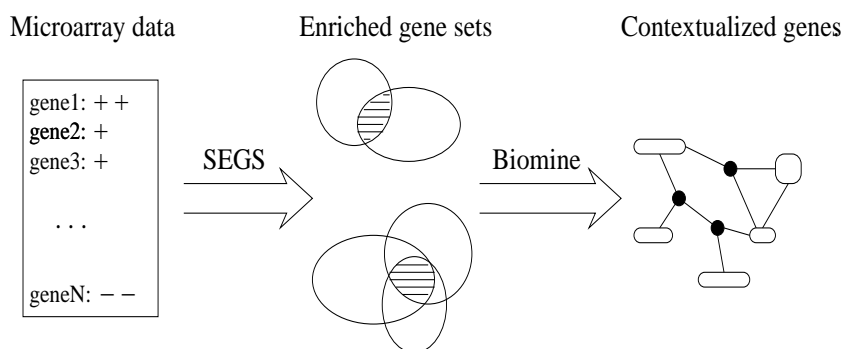 Microarray data
Enriched gene sets
Contextualized genes
gene1: + +
gene2: +
gene3: +
. . .
geneN: − −
SEGS
Biomine